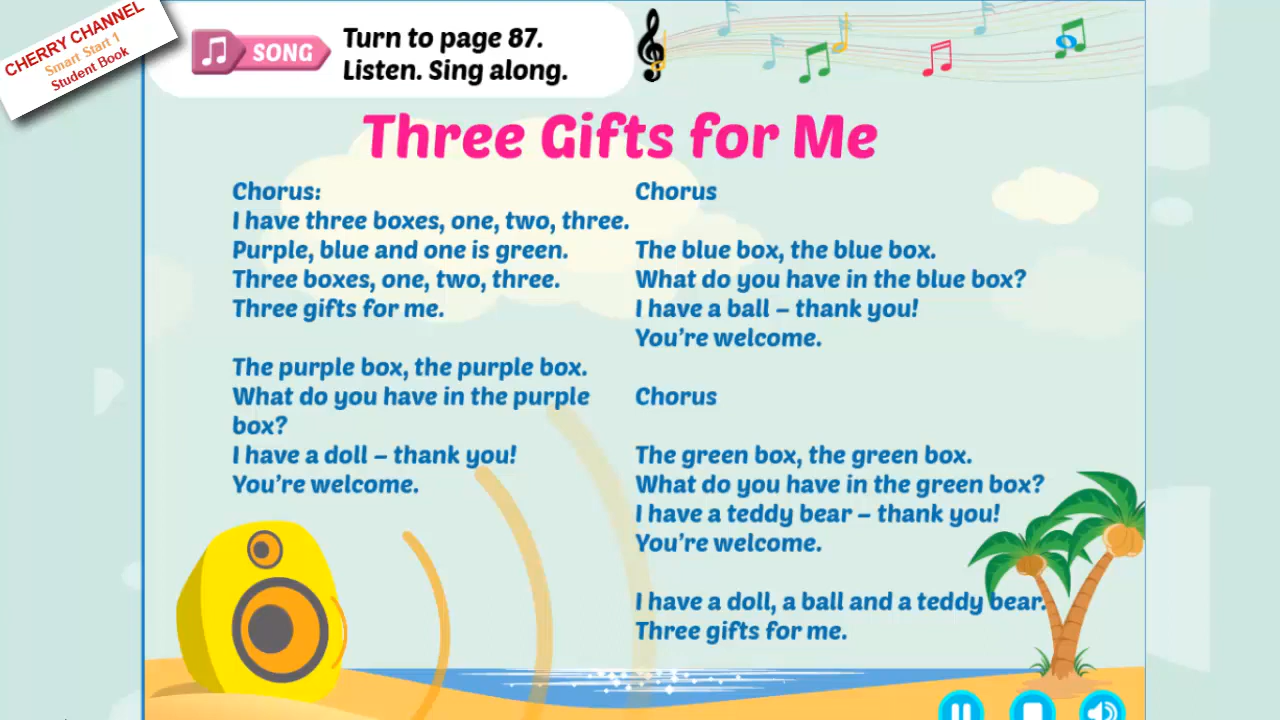 CHERRY CHANNEL
Smart Start 1
Student Book
SONG
Turn to page 87.
Listen. Sing along.
Three Gifts for Me
Chorus:
I have three boxes, one, two, three.
Purple, blue and one is green.
Three boxes, one, two, three.
Three gifts for me.
The purple box, the purple box.
What do you have in the purple
box?
I have a doll – thank you!
You're welcome.
Chorus
The blue box, the blue box.
What do you have in the blue box?
I have a ball – thank you!
You're welcome.
Chorus
The green box, the green box.
What do you have in the green box?
I have a teddy bear – thank you!
You're welcome.
I have a doll, a ball and a teddy bear.
Three gifts for me.